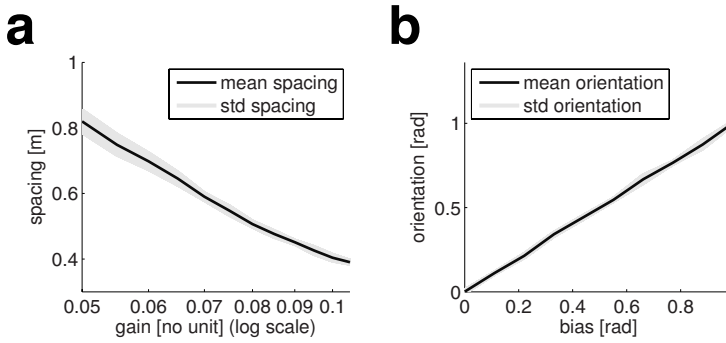 a
mean spacing
std spacing
spacing [m]
1
0.8
0.6
0.4
0.05
0.06
0.07
0.08
0.09
0.1
gain [no unit] (log scale)
b
mean orientation
std orientation
orientation [rad]
1
0.5
0
0
0.2
0.4
0.6
0.8
bias [rad]